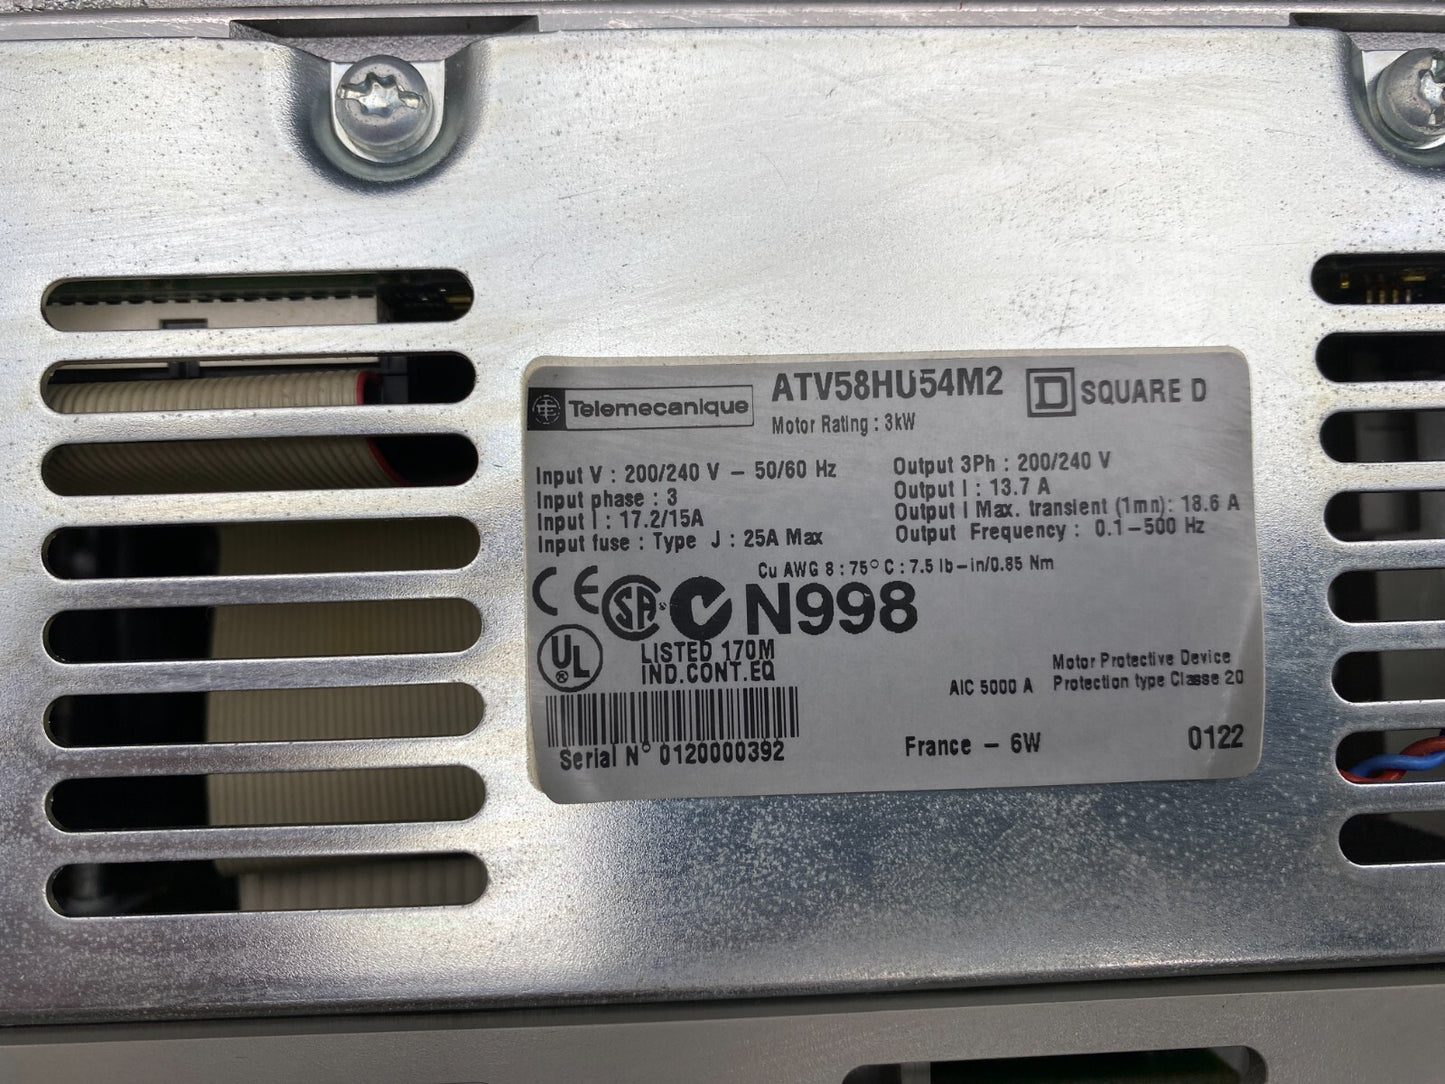 Telemecanique
ATV58HU54M2
SQUARE D
Motor Rating : 3kW
Input V : 200/240 V – 50/60 Hz
Input phase : 3
Input I : 17.2/15A
Input fuse : Type J : 25A Max
Output 3Ph : 200/240 V
Output I : 13.7 A
Output I Max. transient (1mn): 18.6 A
Output Frequency : 0.1–500 Hz
Cu AWG 8 : 75° C : 7.5 lb–in/0.85 Nm
CE SA® N998
UL® LISTED 170M
IND.CONT.EQ
Motor Protective Device
AIC 5000 A Protection type Classe 20
Serial N° 0120000392
France – 6W
0122